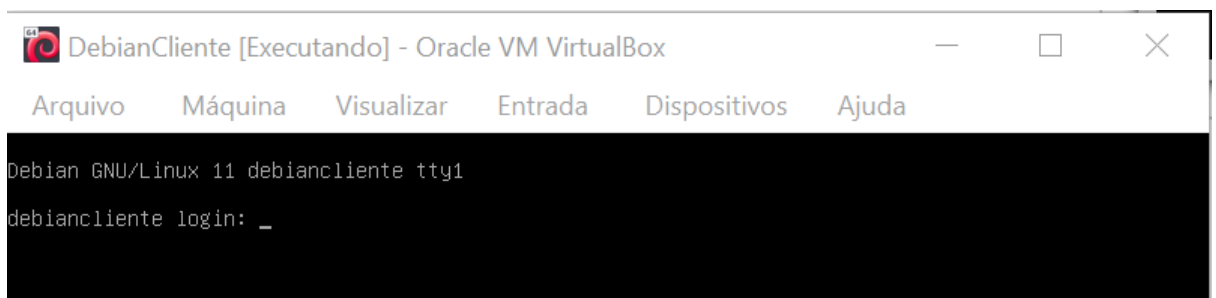 64 DebianCliente [Executando] - Oracle VM VirtualBox
Arquivo Máquina Visualizar Entrada Dispositivos Ajuda
Debian GNU/Linux 11 debiancliente tty1
debiancliente login: _